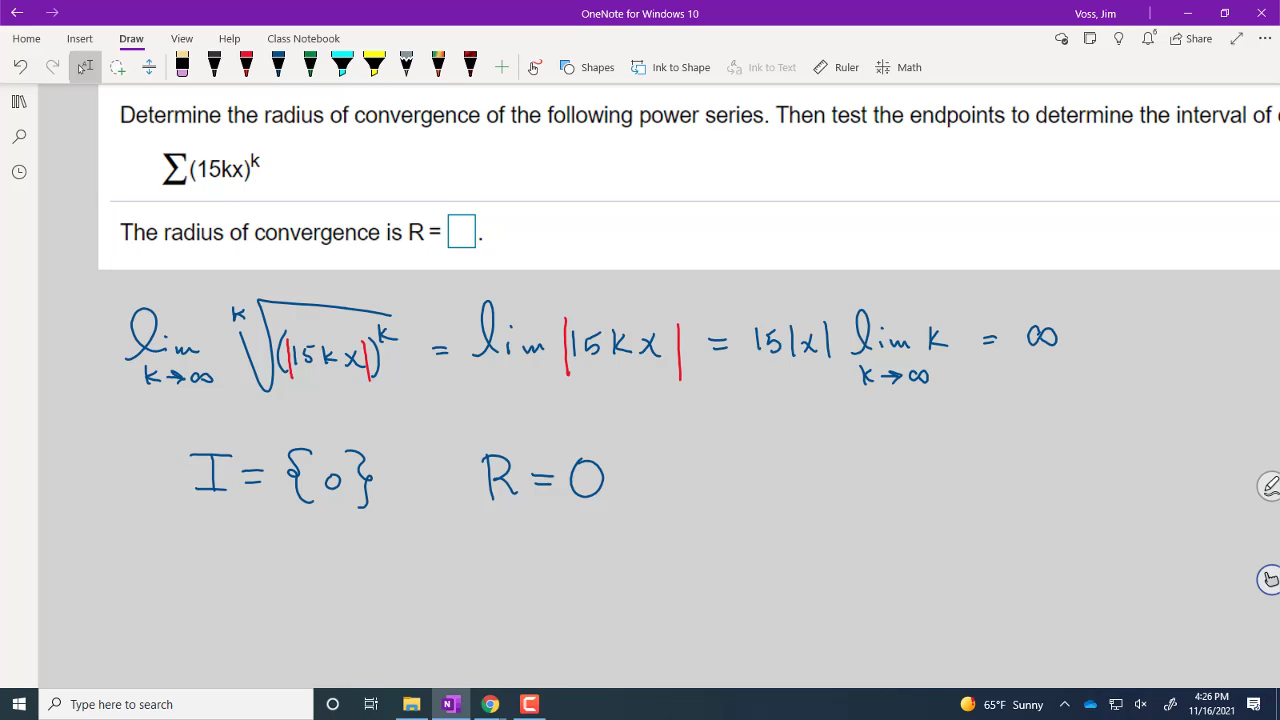 OneNote for Windows 10
Voss, Jim
Home Insert Draw View Help Class Notebook
Share
Shapes Ink to Shape Ink to Text Ruler Math
Determine the radius of convergence of the following power series. Then test the endpoints to determine the interval of
∑(15kx)^k
The radius of convergence is R = .
lim k→∞ ᵏ√(|15kx|)^k = lim |15kx| = 15|x| lim k→∞ k = ∞
I = {0} R = 0
Type here to search
65°F Sunny
4:26 PM
11/16/2021